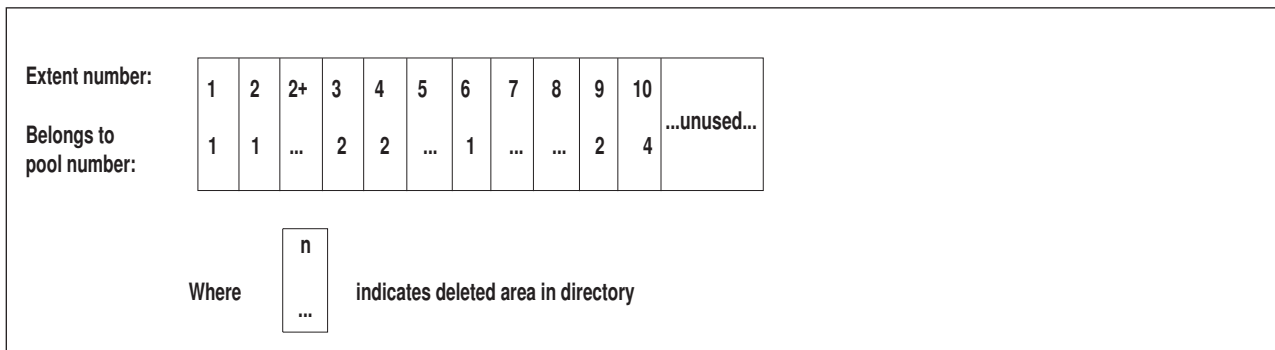 Extent number: 1 2 2+ 3 4 5 6 7 8 9 10
...unused...
Belongs to
pool number: 1 1 ... 2 2 ... 1 ... ... 2 4
n
Where indicates deleted area in directory
...